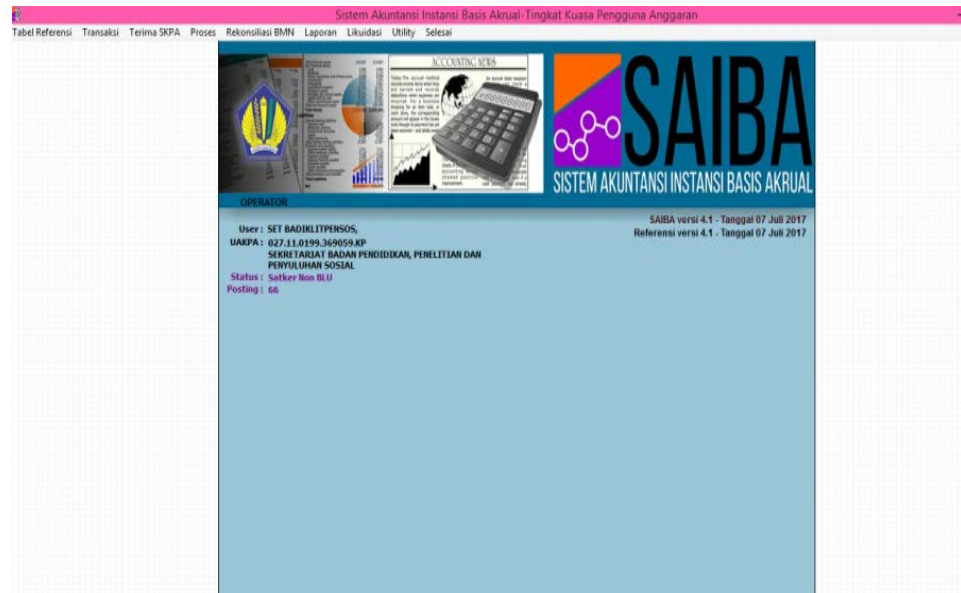 Sistem Akuntansi Instansi Basis Akrual-Tingkat Kuasa Pengguna Anggaran
Tabel Referensi Transaksi Terima SKPA Proses Rekonsiliasi BMN Laporan Likuidasi Utility Selesai
ACCOUNTING NEWS
SAIBA
SISTEM AKUNTANSI INSTANSI BASIS AKRUAL
OPERATOR
SAIBA versi 4.1 - Tanggal 07 Juli 2017
Referensi versi 4.1 - Tanggal 07 Juli 2017
User : SET BADIKLITPENSOS,
UAKPA : 027.11.0199.369059.KP
SEKRETARIAT BADAN PENDIDIKAN, PENELITIAN DAN
PENYULUHAN SOSIAL
Status : Satker Non BLU
Posting : 66